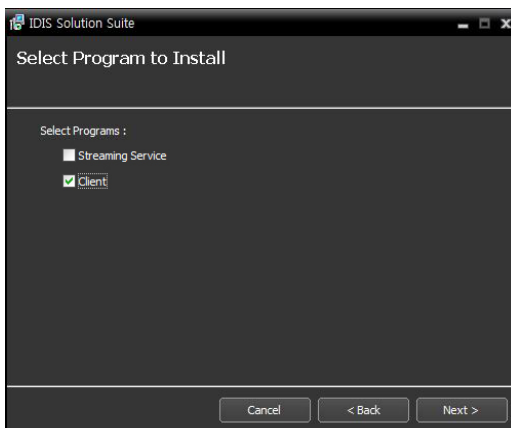 IDIS Solution Suite
Select Program to Install
Select Programs :
Streaming Service
Client
Cancel
< Back
Next >